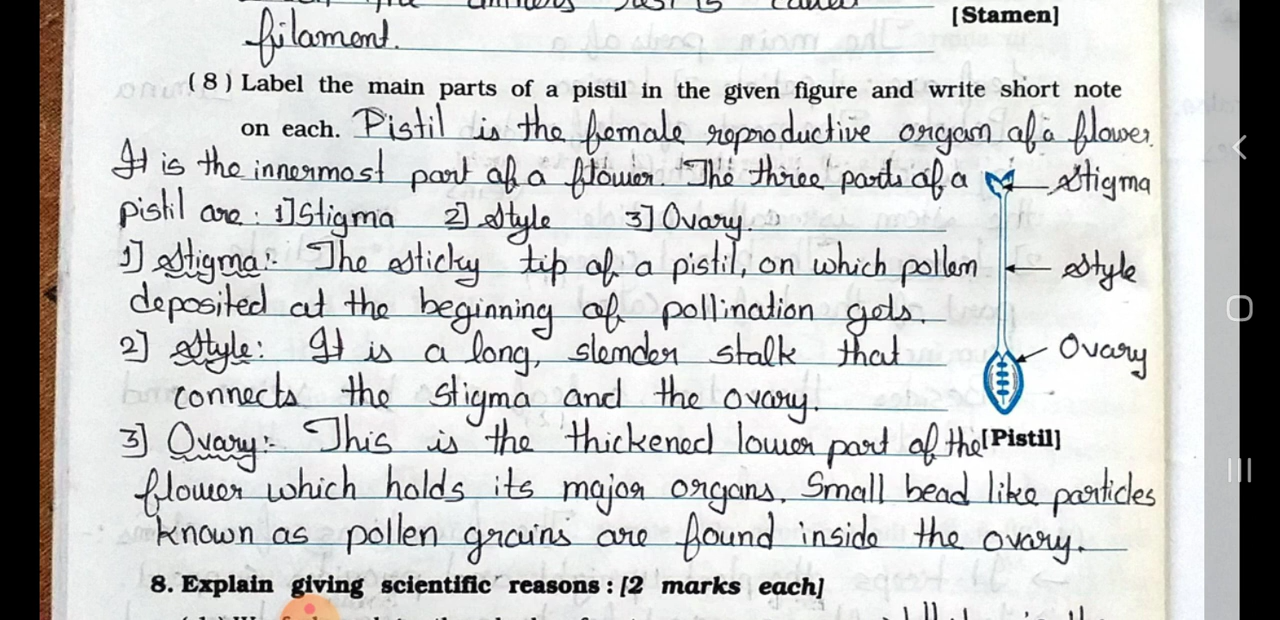 filament.
[Stamen]
(8) Label the main parts of a pistil in the given figure and write short note
on each. Pistil is the female reproductive organ of a flower.
It is the innermost part of a flower. The three parts of a
Stigma
pistil are : 1] Stigma 2] Style 3] Ovary.
1] Stigma:- The sticky tip of a pistil, on which pollen
Style
deposited at the beginning of pollination gets.
2] Style: It is a long, slender stalk that
Ovary
connects the stigma and the ovary.
3] Ovary:- This is the thickened lower part of the
[Pistil]
flower which holds its major organs. Small bead like particles
known as pollen grains are found inside the ovary.
8. Explain giving scientific reasons : [2 marks each]